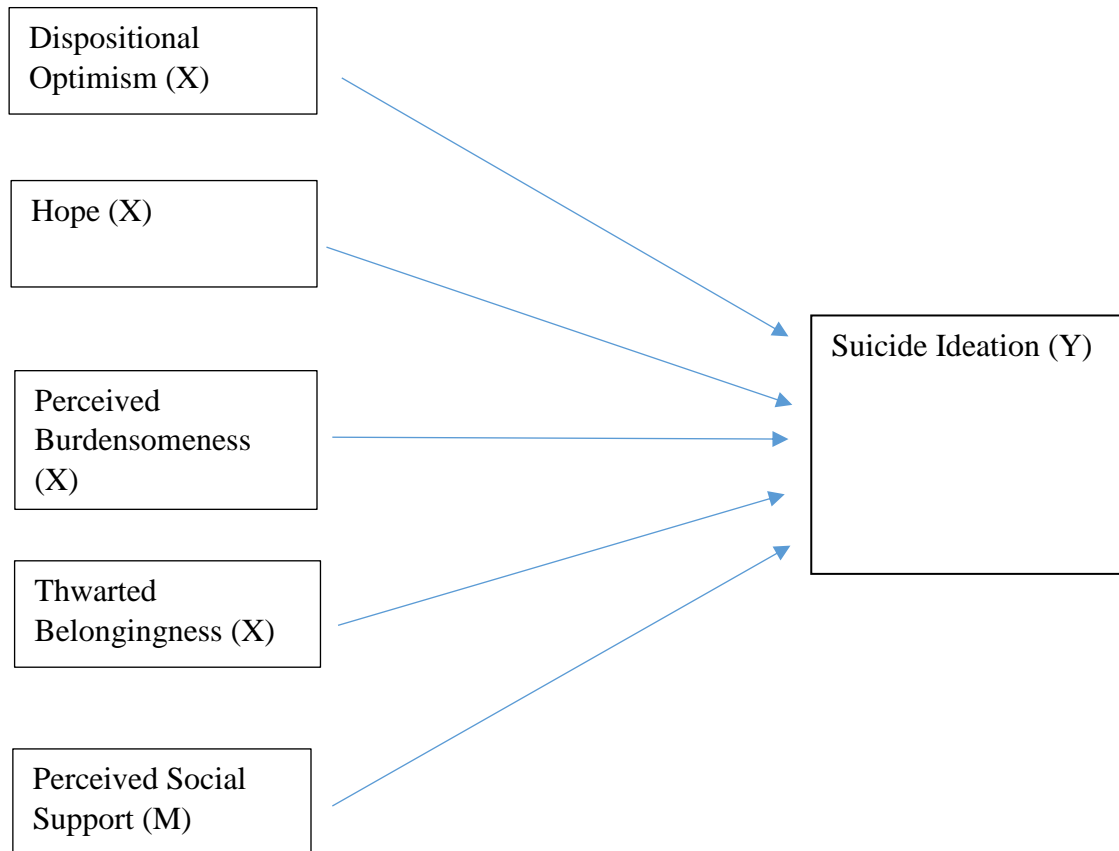 Dispositional
Optimism (X)
Hope (X)
Suicide Ideation (Y)
Perceived
Burdensomeness
(X)
Thwarted
Belongingness (X)
Perceived Social
Support (M)